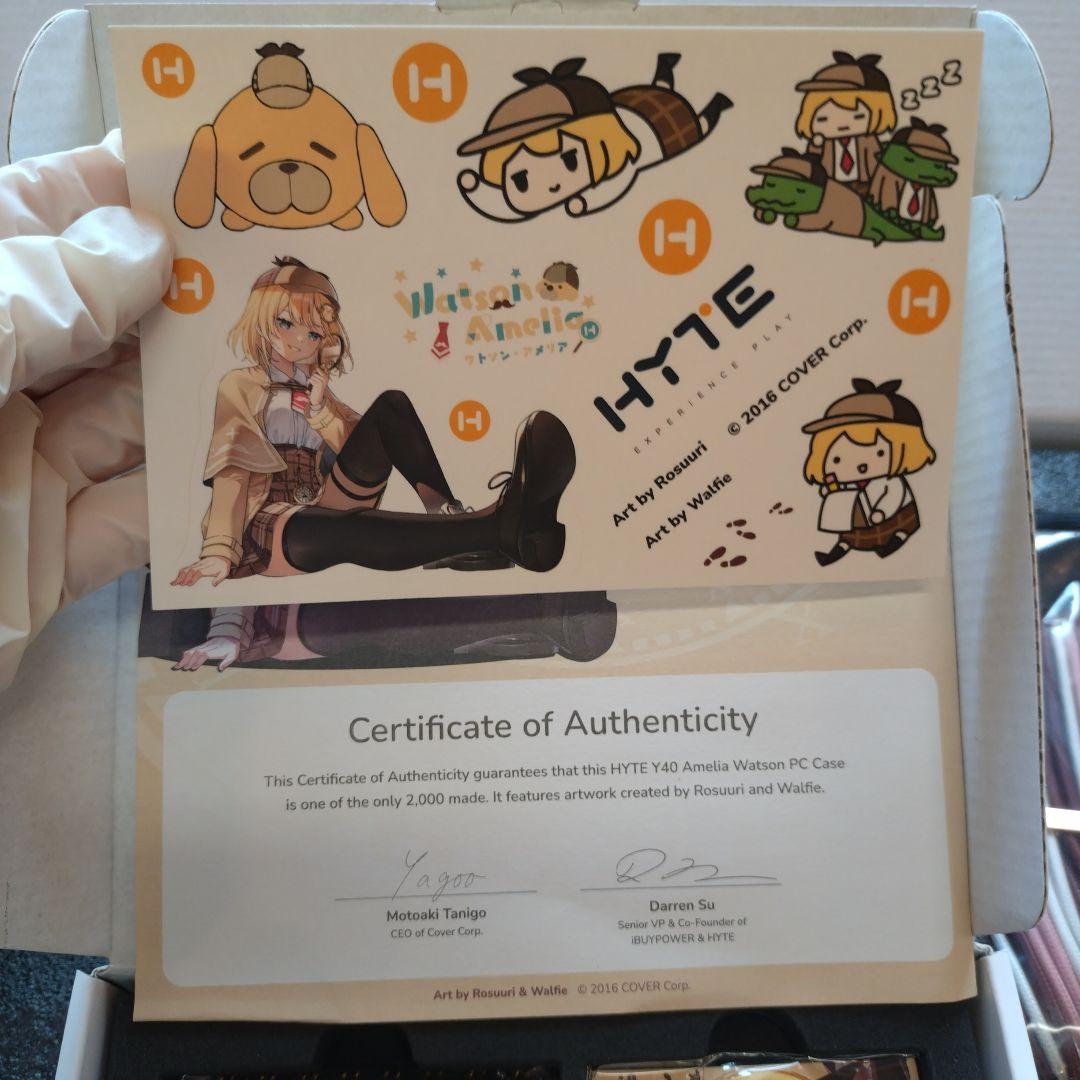 H
H
zzz
H
H
Watson
Amelia
ワトソン・アメリア
H
HYTE
EXPERIENCE PLAY
H
H
© 2016 COVER Corp.
Art by Rosuuri
Art by Walfie
Certificate of Authenticity
This Certificate of Authenticity guarantees that this HYTE Y40 Amelia Watson PC Case
is one of the only 2,000 made. It features artwork created by Rosuuri and Walfie.
Yagoo
Motoaki Tanigo
CEO of Cover Corp.
Darren Su
Senior VP & Co-Founder of
iBUYPOWER & HYTE
Art by Rosuuri & Walfie © 2016 COVER Corp.